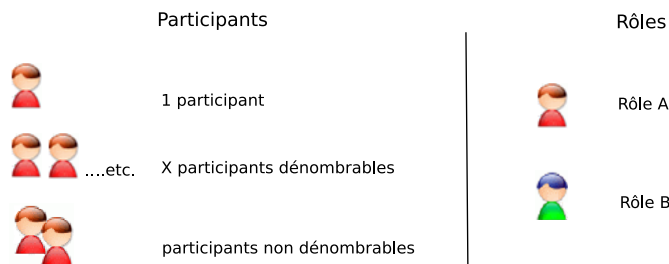 Participants
1 participant
....etc. X participants dénombrables
participants non dénombrables
Rôles
Rôle A
Rôle B